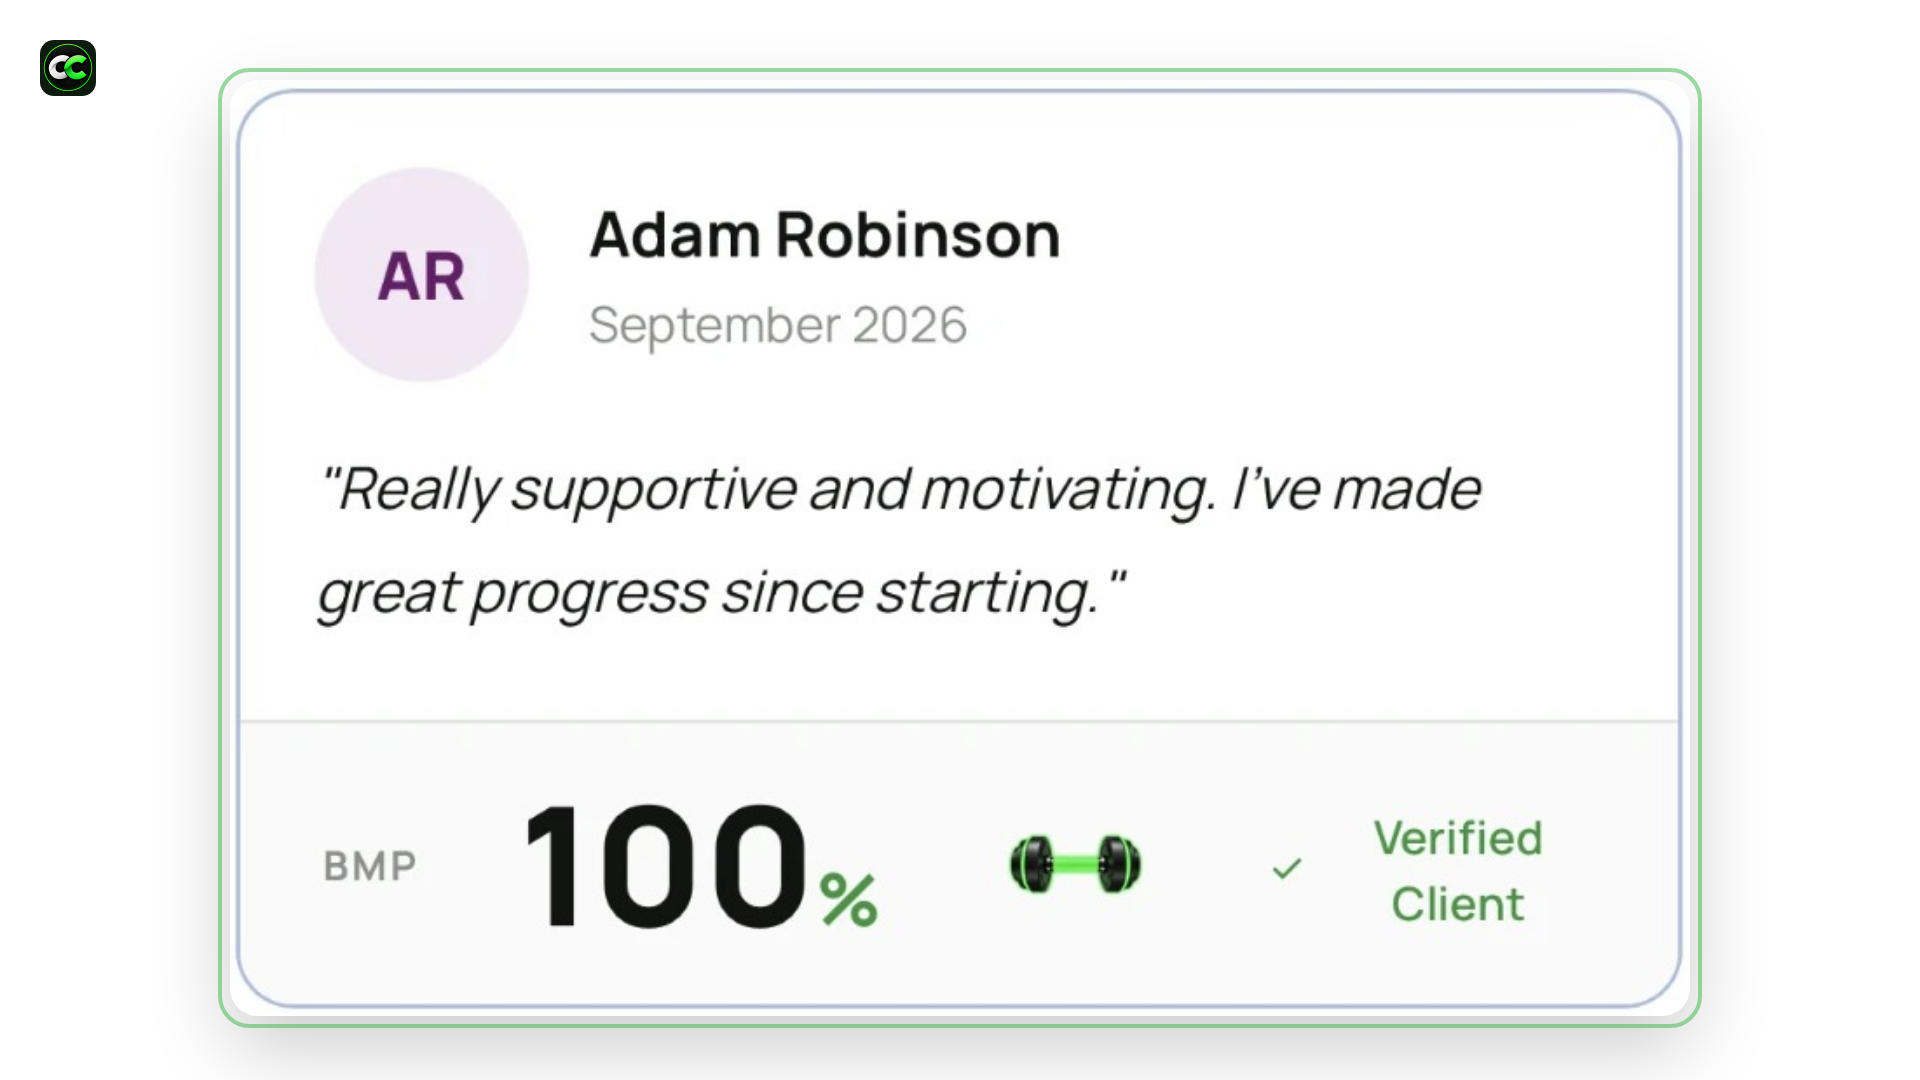 CC
AR
Adam Robinson
September 2026
"Really supportive and motivating. I've made
great progress since starting."
BMP
100%
Verified
Client